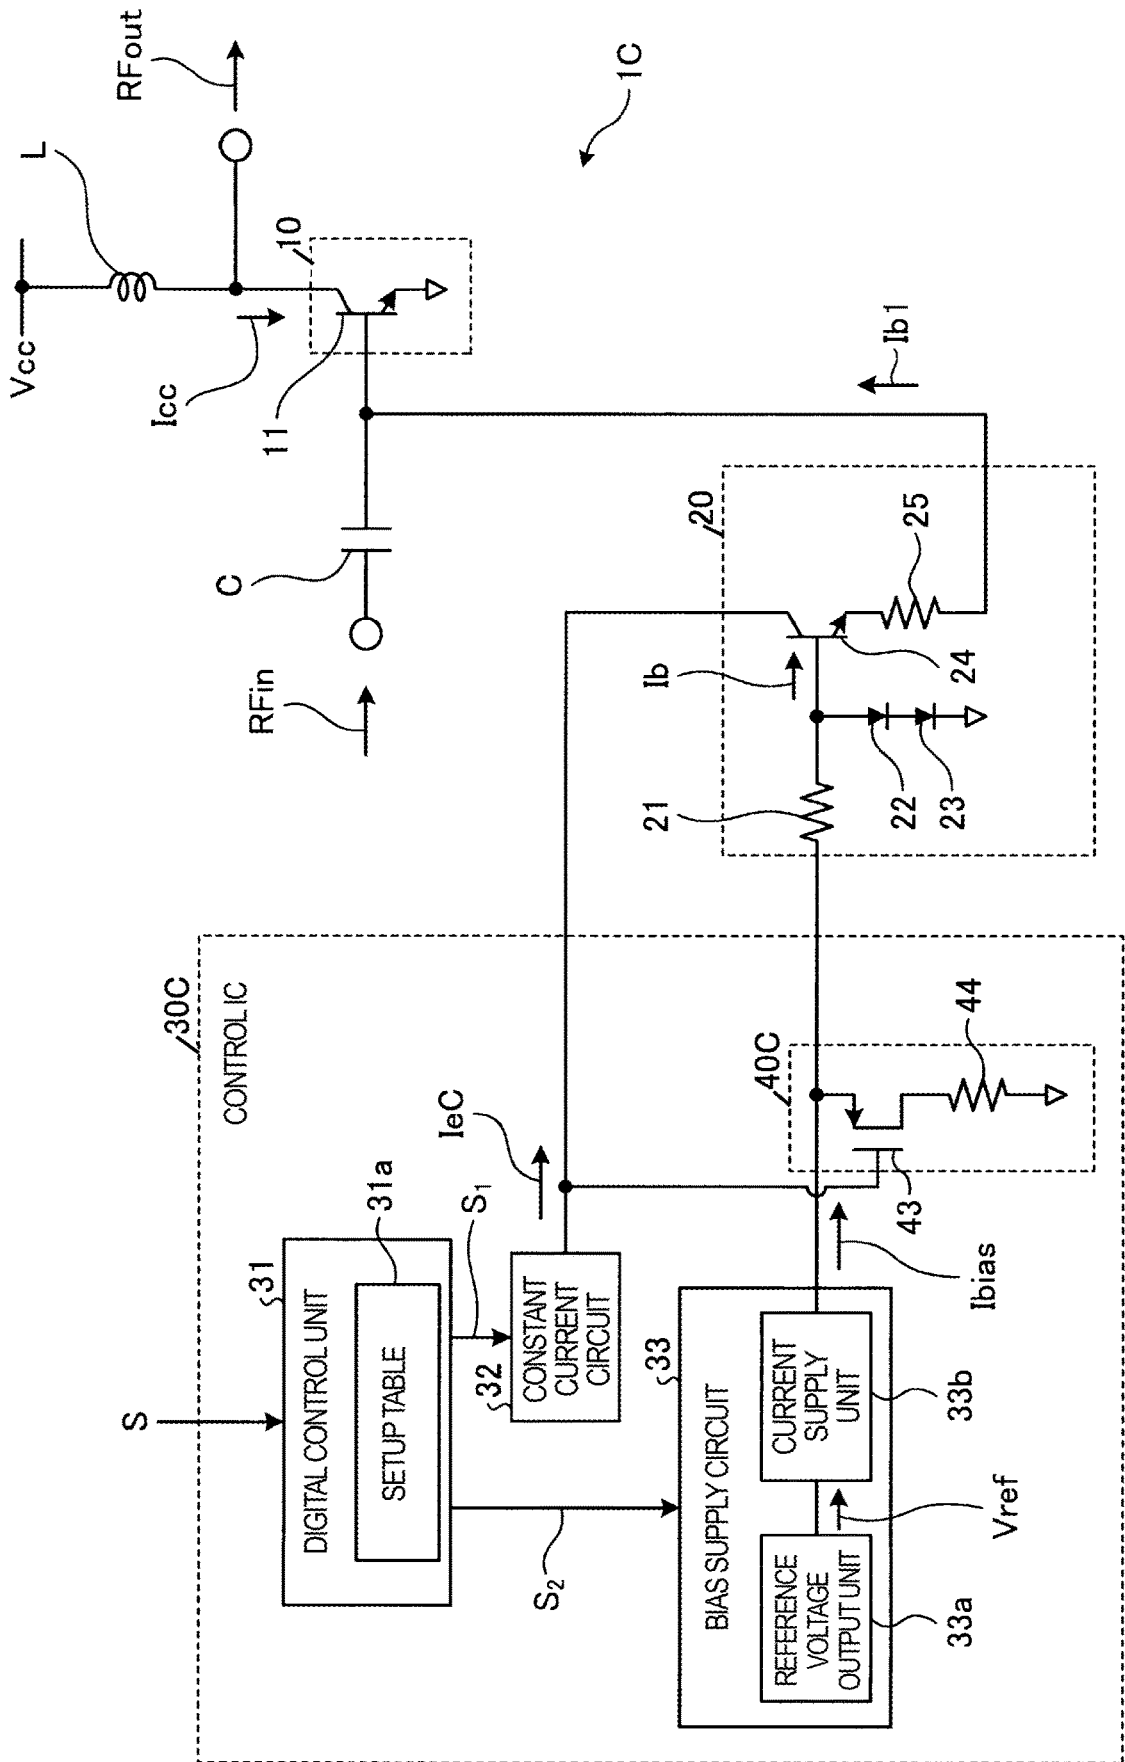 1C
30C
CONTROL IC
S
31
DIGITAL CONTROL UNIT
31a
SETUP TABLE
S1
S2
32
CONSTANT
CURRENT
CIRCUIT
IeC
33
BIAS SUPPLY CIRCUIT
REFERENCE
VOLTAGE
OUTPUT UNIT
33a
Vref
CURRENT
SUPPLY
UNIT
33b
Ibias
40C
43
44
20
21
22
23
Ib
24
25
Ib1
RFin
C
Vcc
L
Icc
11
10
RFout